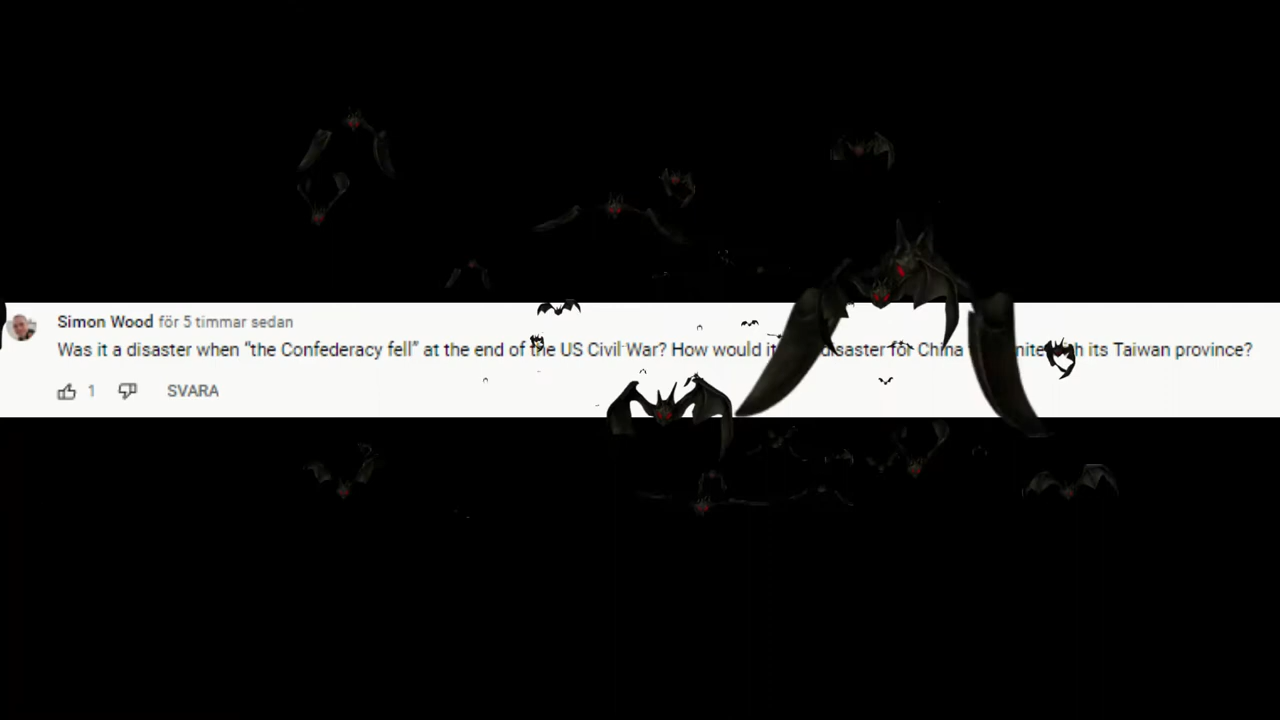 Simon Wood för 5 timmar sedan
Was it a disaster when “the Confederacy fell” at the end of the US Civil War? How would it disaster for China its Taiwan province?
1 SVARA